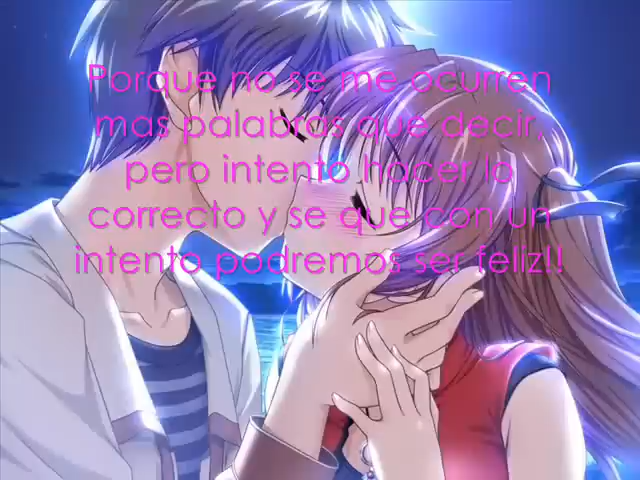 Porque no se me ocurren
mas palabras que decir,
pero intento hacer lo
correcto y se que con un
intento podremos ser feliz!!